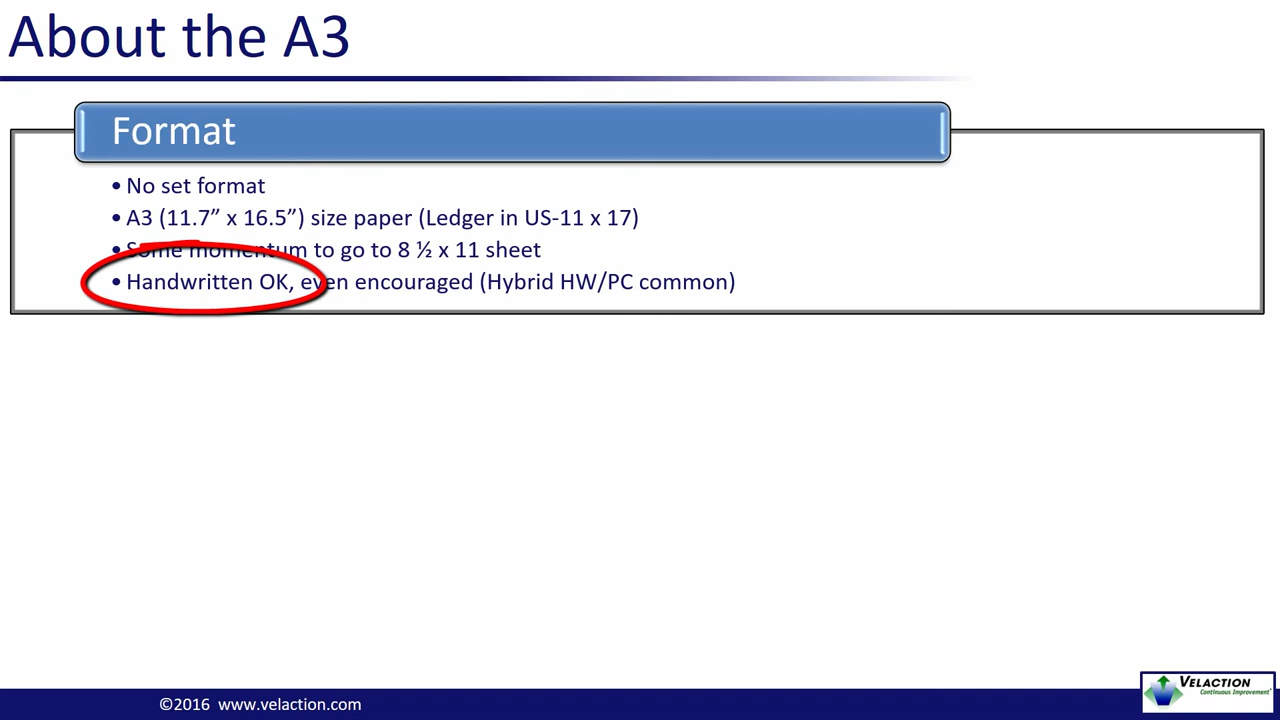 About the A3
Format
• No set format
• A3 (11.7” x 16.5”) size paper (Ledger in US-11 x 17)
• Some momentum to go to 8 ½ x 11 sheet
• Handwritten OK, even encouraged (Hybrid HW/PC common)
©2016 www.velaction.com
VELACTION
Continuous Improvement